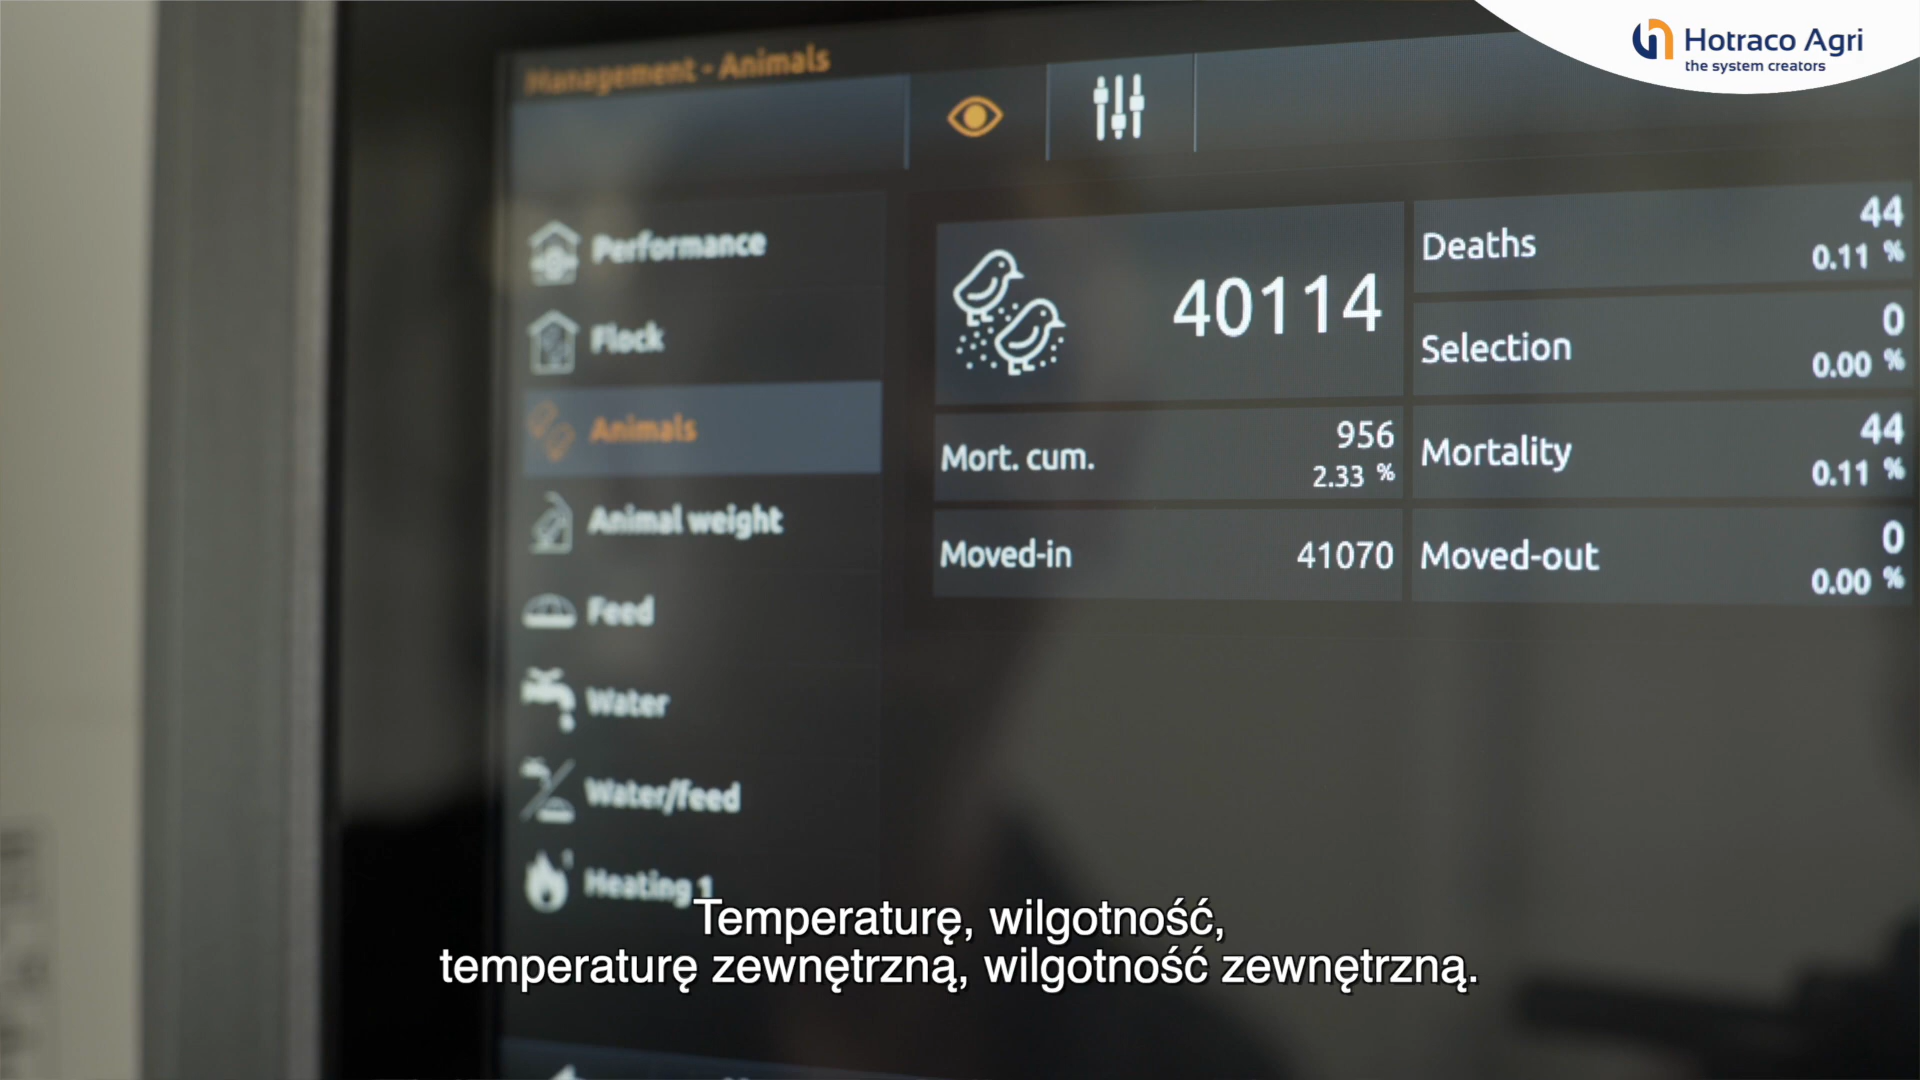 Hotraco Agri
the system creators
Management - Animals
Performance
Flock
Animals
Animal weight
Feed
Water
Water/feed
Heating 1
40114
Mort. cum.
956
2.33 %
Moved-in
41070
Deaths
44
0.11 %
Selection
0
0.00 %
Mortality
44
0.11 %
Moved-out
0
0.00 %
Temperaturę, wilgotność,
temperaturę zewnętrzną, wilgotność zewnętrzną.